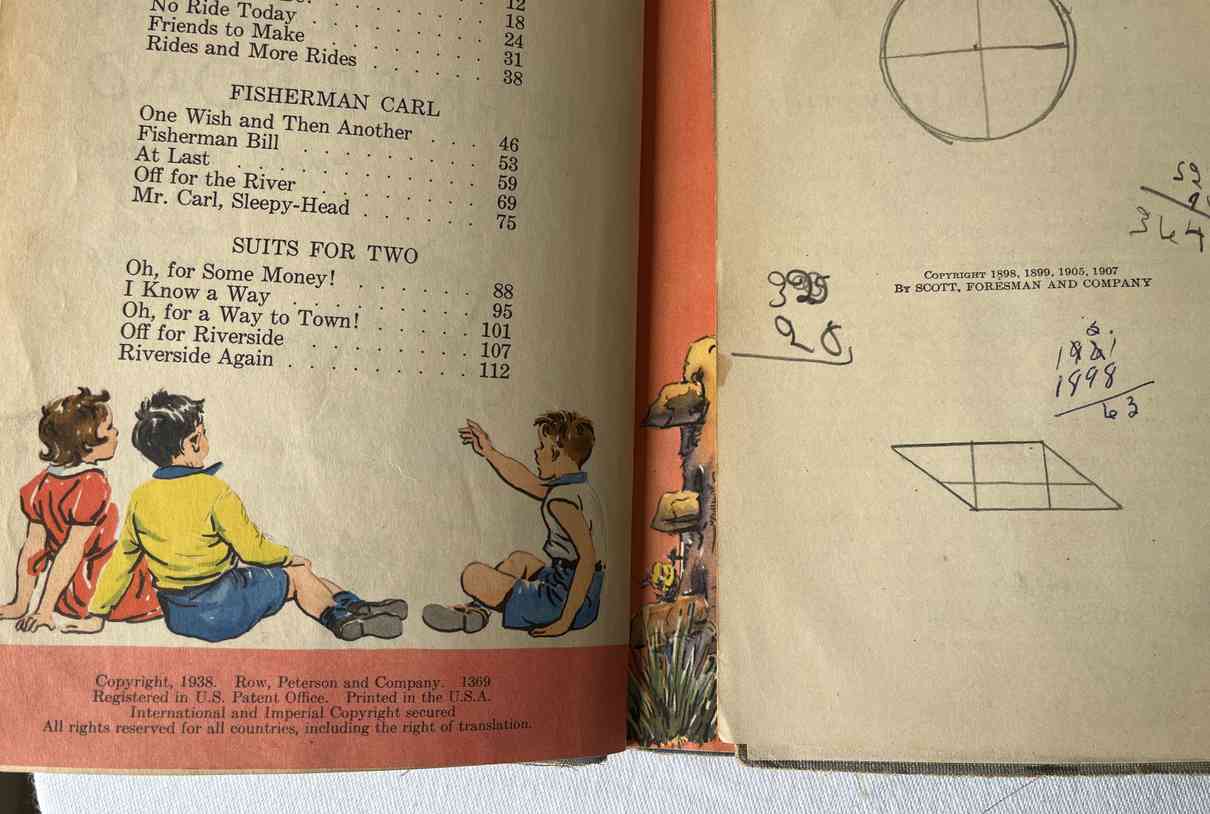 12
No Ride Today . . . . . . . . 18
Friends to Make . . . . . . . . 24
Rides and More Rides . . . . . . 31
38
FISHERMAN CARL
One Wish and Then Another . . . 46
Fisherman Bill . . . . . . . . . 53
At Last . . . . . . . . . . . 59
Off for the River . . . . . . . . 69
Mr. Carl, Sleepy-Head . . . . . . 75
SUITS FOR TWO
Oh, for Some Money! . . . . . . 88
I Know a Way . . . . . . . . . 95
Oh, for a Way to Town! . . . . . 101
Off for Riverside . . . . . . . . 107
Riverside Again . . . . . . . . . 112
Copyright, 1938. Row, Peterson and Company. 1369
Registered in U.S. Patent Office. Printed in the U.S.A.
International and Imperial Copyright secured
All rights reserved for all countries, including the right of translation.
COPYRIGHT 1898, 1899, 1905, 1907
BY SCOTT, FORESMAN AND COMPANY
1898
63